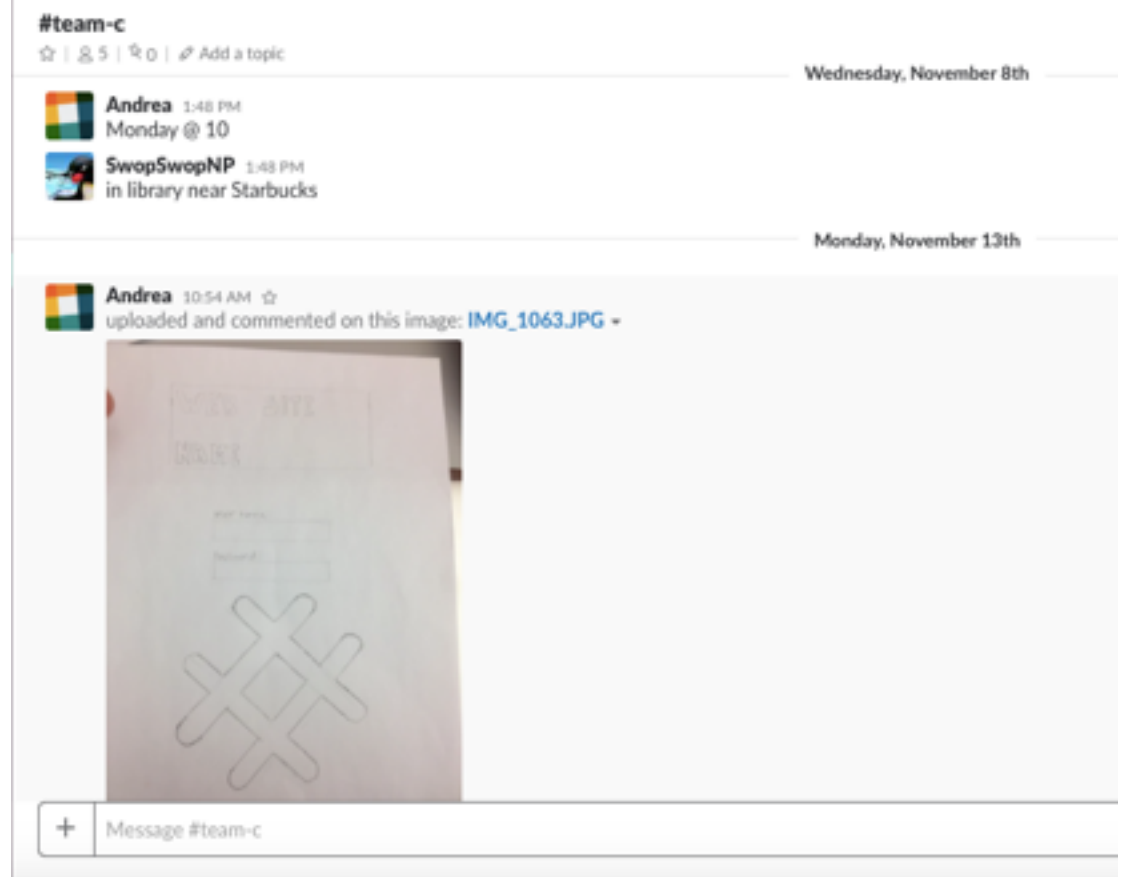 #team-c
5 | 0 | Add a topic
Wednesday, November 8th
Andrea 1:48 PM
Monday @ 10
SwopSwopNP 1:48 PM
in library near Starbucks
Monday, November 13th
Andrea 10:54 AM
uploaded and commented on this image: IMG_1063.JPG
NAME
+ Message #team-c